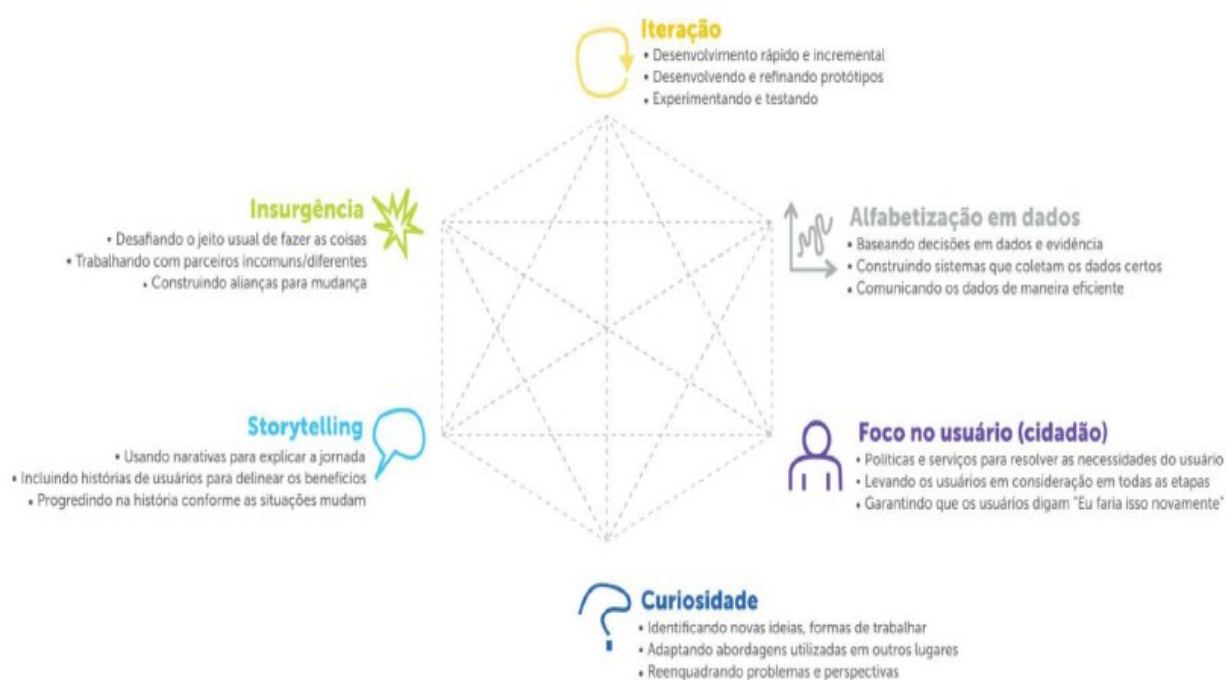 Iteração
• Desenvolvimento rápido e incremental
• Desenvolvendo e refinando protótipos
• Experimentando e testando
Insurgência
• Desafiando o jeito usual de fazer as coisas
• Trabalhando com parceiros incomuns/diferentes
• Construindo alianças para mudança
Alfabetização em dados
• Baseando decisões em dados e evidência
• Construindo sistemas que coletam os dados certos
• Comunicando os dados de maneira eficiente
Storytelling
• Usando narrativas para explicar a jornada
• Incluindo histórias de usuários para delinear os benefícios
• Progredindo na história conforme as situações mudam
Foco no usuário (cidadão)
• Políticas e serviços para resolver as necessidades do usuário
• Levando os usuários em consideração em todas as etapas
• Garantindo que os usuários digam "Eu faria isso novamente"
Curiosidade
• Identificando novas ideias, formas de trabalhar
• Adaptando abordagens utilizadas em outros lugares
• Reenquadrando problemas e perspectivas